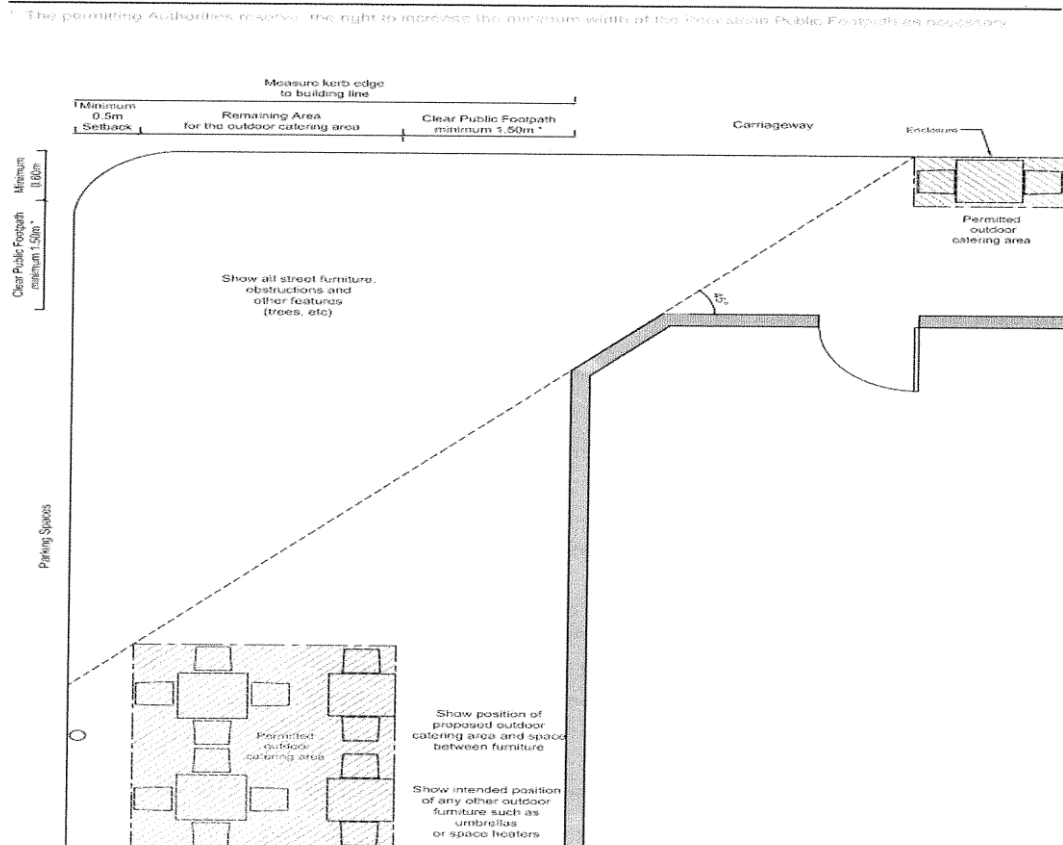 * The permitting Authorities reserve the right to increase the minimum width of the Pedestrian Public Footpath as necessary
Measure kerb edge
to building line
Minimum
0.5m
Setback
Remaining Area
for the outdoor catering area
Clear Public Footpath
minimum 1.50m *
Carriageway
Enclosure
Minimum
0.60m
Clear Public Footpath
minimum 1.50m *
Permitted
outdoor
catering area
Show all street furniture,
obstructions and
other features
(trees, etc)
45°
Parking Spaces
Permitted
outdoor
catering area
Show position of
proposed outdoor
catering area and space
between furniture
Show intended position
of any other outdoor
furniture such as
umbrellas
or space heaters